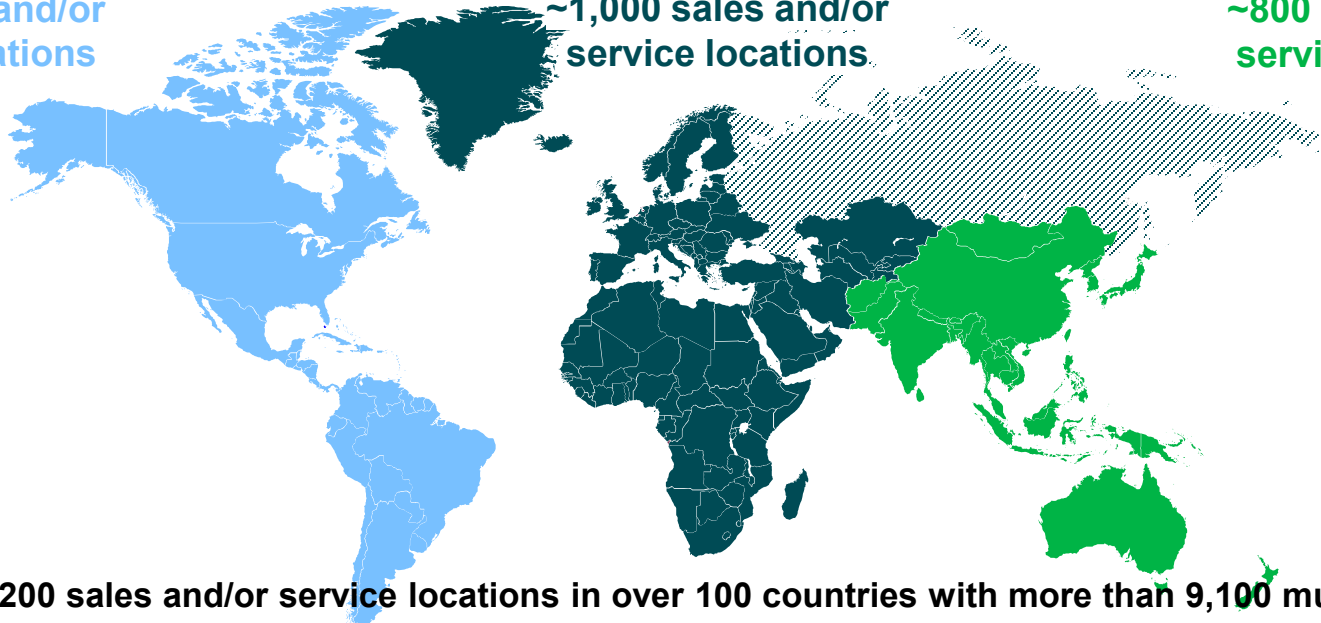 and/or
ations
~1,000 sales and/or
service locations
~800
servi
200 sales and/or service locations in over 100 countries with more than 9,100 mu